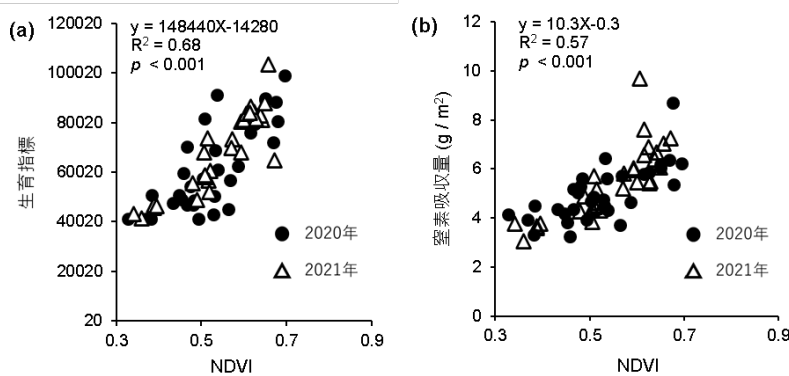 (a)
y = 148440X-14280
R² = 0.68
p < 0.001
120020
100020
80020
60020
40020
20020
20
生育指標
2020年
2021年
0.3
0.5
0.7
0.9
NDVI
(b)
y = 10.3X-0.3
R² = 0.57
p < 0.001
12
10
8
6
4
2
0
窒素吸収量 (g / m²)
2020年
2021年
0.3
0.5
0.7
0.9
NDVI